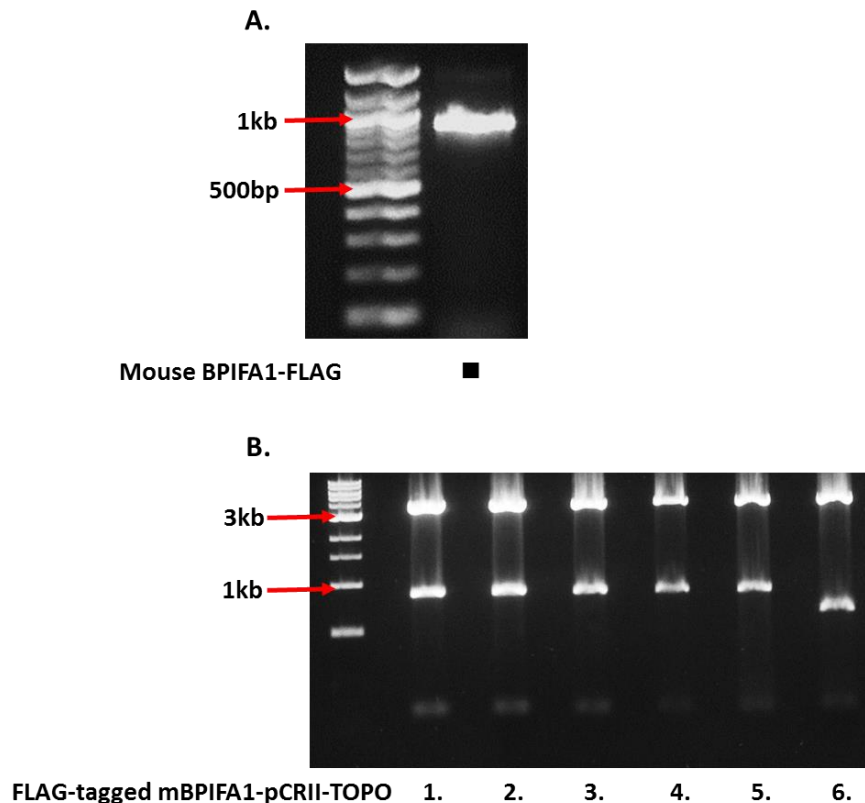 A.
1kb
500bp
Mouse BPIFA1-FLAG
B.
3kb
1kb
FLAG-tagged mBPIFA1-pCRII-TOPO 1. 2. 3. 4. 5. 6.